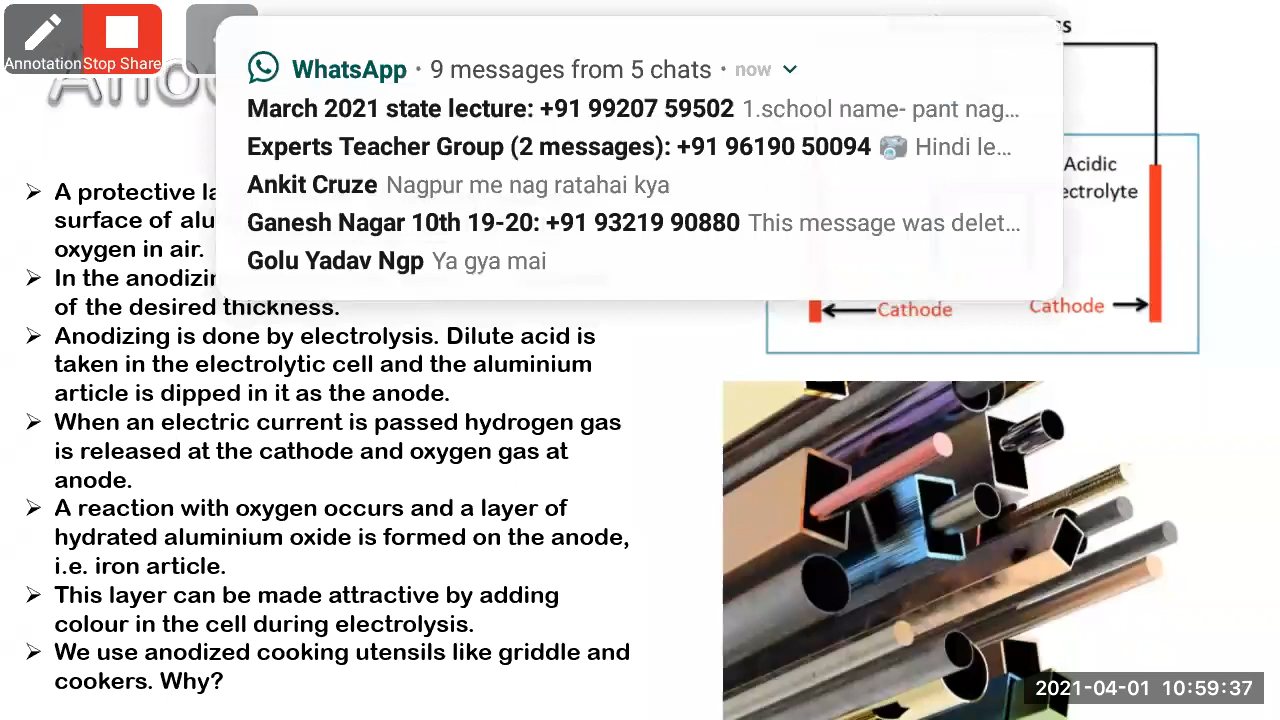 Annotation
Stop Share
Anod
WhatsApp · 9 messages from 5 chats · now
March 2021 state lecture: +91 99207 59502 1.school name- pant nag...
Experts Teacher Group (2 messages): +91 96190 50094 📷 Hindi le...
Ankit Cruze Nagpur me nag ratahai kya
Ganesh Nagar 10th 19-20: +91 93219 90880 This message was delet...
Golu Yadav Ngp Ya gya mai
➢ A protective la
surface of alu
oxygen in air.
➢ In the anodizin
of the desired thickness.
➢ Anodizing is done by electrolysis. Dilute acid is
taken in the electrolytic cell and the aluminium
article is dipped in it as the anode.
➢ When an electric current is passed hydrogen gas
is released at the cathode and oxygen gas at
anode.
➢ A reaction with oxygen occurs and a layer of
hydrated aluminium oxide is formed on the anode,
i.e. iron article.
➢ This layer can be made attractive by adding
colour in the cell during electrolysis.
➢ We use anodized cooking utensils like griddle and
cookers. Why?
ss
Acidic
ectrolyte
Cathode
Cathode
2021-04-01 10:59:37